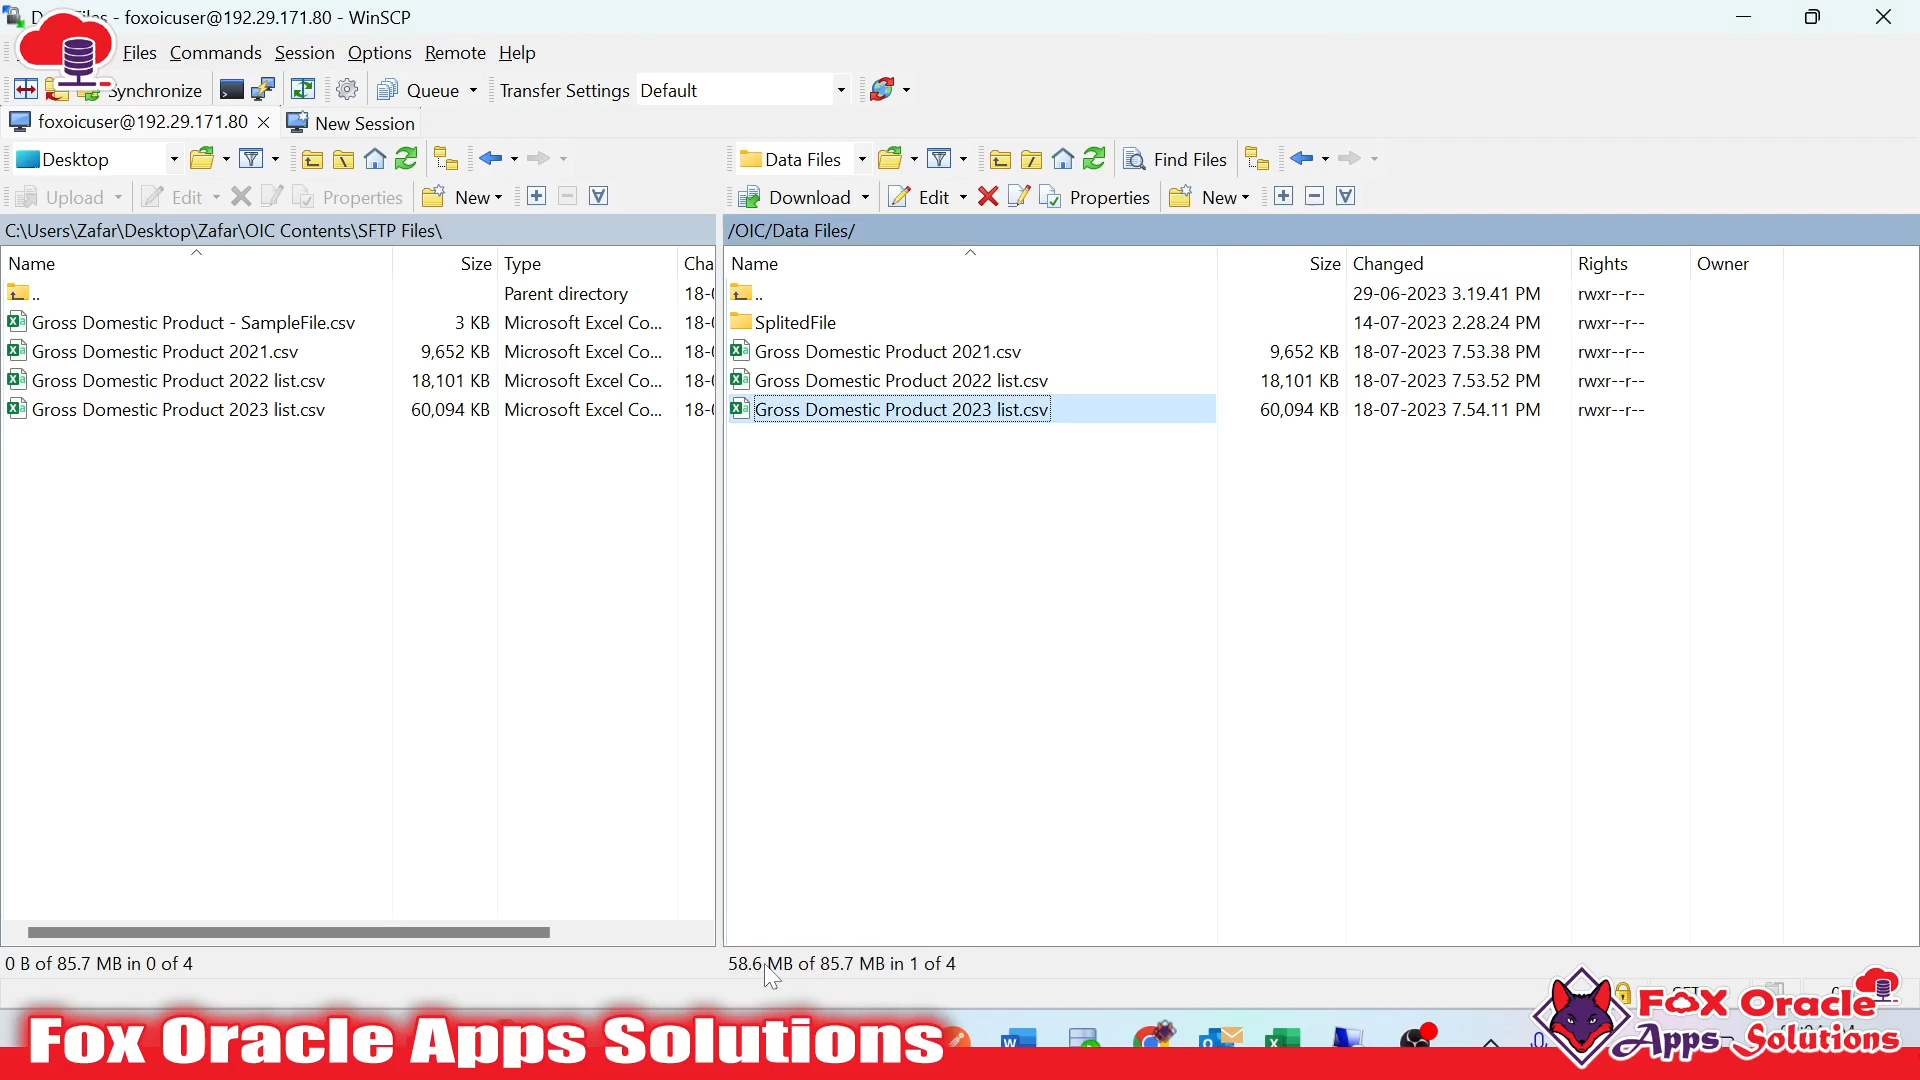 foxoicuser@192.29.171.80 - WinSCP
Files Commands Session Options Remote Help
Synchronize Queue Transfer Settings Default
foxoicuser@192.29.171.80 New Session
Desktop
Upload Edit Properties New
C:\Users\Zafar\Desktop\Zafar\OIC Contents\SFTP Files\
Name Size Type Cha
.. Parent directory 18-
Gross Domestic Product - SampleFile.csv 3 KB Microsoft Excel Co... 18-
Gross Domestic Product 2021.csv 9,652 KB Microsoft Excel Co... 18-
Gross Domestic Product 2022 list.csv 18,101 KB Microsoft Excel Co... 18-
Gross Domestic Product 2023 list.csv 60,094 KB Microsoft Excel Co... 18-
0 B of 85.7 MB in 0 of 4
Data Files Find Files
Download Edit Properties New
/OIC/Data Files/
Name Size Changed Rights Owner
.. 29-06-2023 3.19.41 PM rwxr--r--
SplitedFile 14-07-2023 2.28.24 PM rwxr--r--
Gross Domestic Product 2021.csv 9,652 KB 18-07-2023 7.53.38 PM rwxr--r--
Gross Domestic Product 2022 list.csv 18,101 KB 18-07-2023 7.53.52 PM rwxr--r--
Gross Domestic Product 2023 list.csv 60,094 KB 18-07-2023 7.54.11 PM rwxr--r--
58.6 MB of 85.7 MB in 1 of 4
Fox Oracle Apps Solutions
Fox Oracle
Apps Solutions